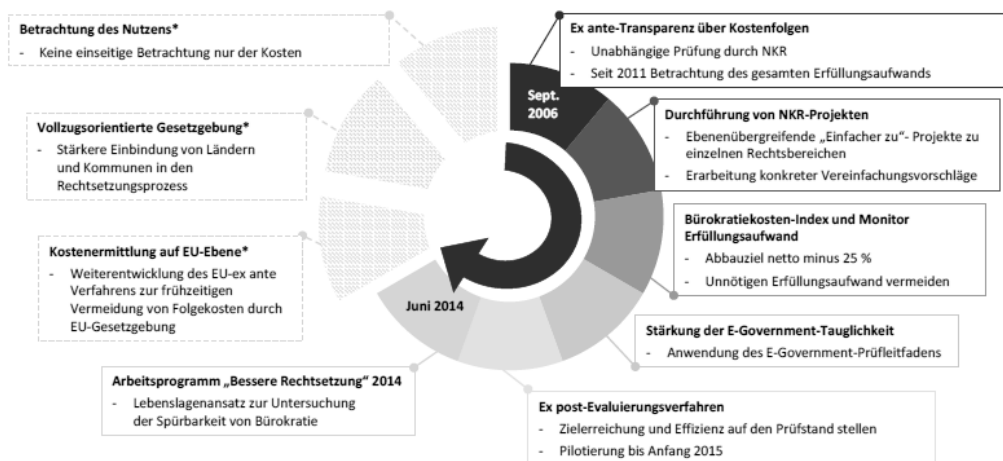 Betrachtung des Nutzens*
- Keine einseitige Betrachtung nur der Kosten
Vollzugsorientierte Gesetzgebung*
- Stärkere Einbindung von Ländern
und Kommunen in den
Rechtsetzungsprozess
Kostenermittlung auf EU-Ebene*
- Weiterentwicklung des EU-ex ante
Verfahrens zur frühzeitigen
Vermeidung von Folgekosten durch
EU-Gesetzgebung
Arbeitsprogramm „Bessere Rechtsetzung“ 2014
- Lebenslagenansatz zur Untersuchung
der Spürbarkeit von Bürokratie
Sept.
2006
Juni 2014
Ex ante-Transparenz über Kostenfolgen
- Unabhängige Prüfung durch NKR
- Seit 2011 Betrachtung des gesamten Erfüllungsaufwands
Durchführung von NKR-Projekten
- Ebenenübergreifende „Einfacher zu“- Projekte zu
einzelnen Rechtsbereichen
- Erarbeitung konkreter Vereinfachungsvorschläge
Bürokratiekosten-Index und Monitor
Erfüllungsaufwand
- Abbauziel netto minus 25 %
- Unnötigen Erfüllungsaufwand vermeiden
Stärkung der E-Government-Tauglichkeit
- Anwendung des E-Government-Prüfleitfadens
Ex post-Evaluierungsverfahren
- Zielerreichung und Effizienz auf den Prüfstand stellen
- Pilotierung bis Anfang 2015